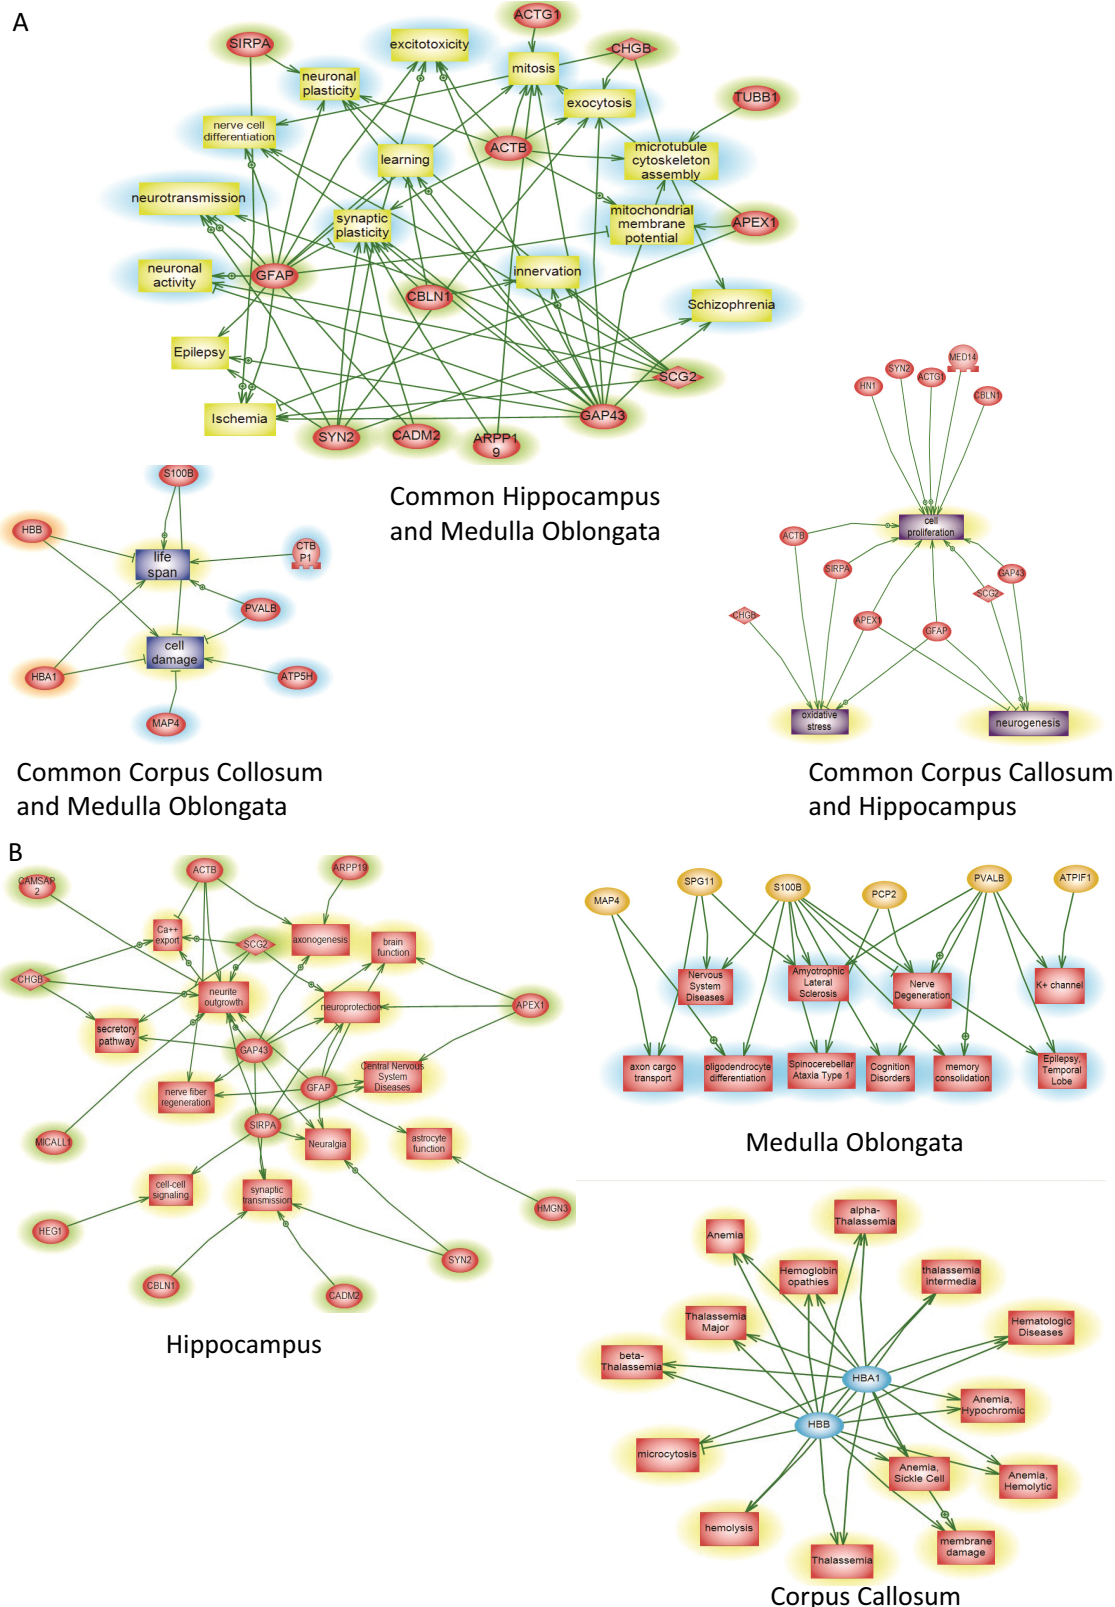 A
ACTG1
SIRPA
excitotoxicity
CHGB
mitosis
neuronal
plasticity
exocytosis
TUBB1
nerve cell
differentiation
ACTB
learning
microtubule
cytoskeleton
assembly
neurotransmission
synaptic
plasticity
mitochondrial
membrane
potential
APEX1
neuronal
activity
GFAP
innervation
CBLN1
Schizophrenia
Epilepsy
SCG2
Ischemia
GAP43
SYN2
CADM2
ARPP1
9
Common Hippocampus
and Medulla Oblongata
S100B
HBB
life
span
CTB
P1
PVALB
cell
damage
HBA1
ATP5H
MAP4
Common Corpus Collosum
and Medulla Oblongata
MED14
SYN2
ACTG1
HN1
CBLN1
cell
proliferation
ACTB
SIRPA
GAP43
SCG2
CHGB
APEX1
GFAP
oxidative
stress
neurogenesis
Common Corpus Callosum
and Hippocampus
B
CAMSAP
2
ACTB
ARPP19
Ca++
export
SCG2
axonogenesis
brain
function
CHGB
neurite
outgrowth
neuroprotection
APEX1
secretory
pathway
GAP43
Central Nervous
System
Diseases
nerve fiber
regeneration
GFAP
SIRPA
MICALL1
Neuralgia
astrocyte
function
cell-cell
signaling
synaptic
transmission
HMGN3
HEG1
SYN2
CBLN1
CADM2
Hippocampus
MAP4
SPG11
S100B
PCP2
PVALB
ATPIF1
Nervous
System
Diseases
Amyotrophic
Lateral
Sclerosis
Nerve
Degeneration
K+ channel
axon cargo
transport
oligodendrocyte
differentiation
Spinocerebellar
Ataxia Type 1
Cognition
Disorders
memory
consolidation
Epilepsy,
Temporal
Lobe
Medulla Oblongata
alpha-
Thalassemia
Anemia
Hemoglobin
opathies
thalassemia
intermedia
Thalassemia
Major
Hematologic
Diseases
beta-
Thalassemia
HBA1
Anemia,
Hypochromic
HBB
microcytosis
Anemia,
Sickle Cell
Anemia,
Hemolytic
hemolysis
membrane
damage
Thalassemia
Corpus Callosum